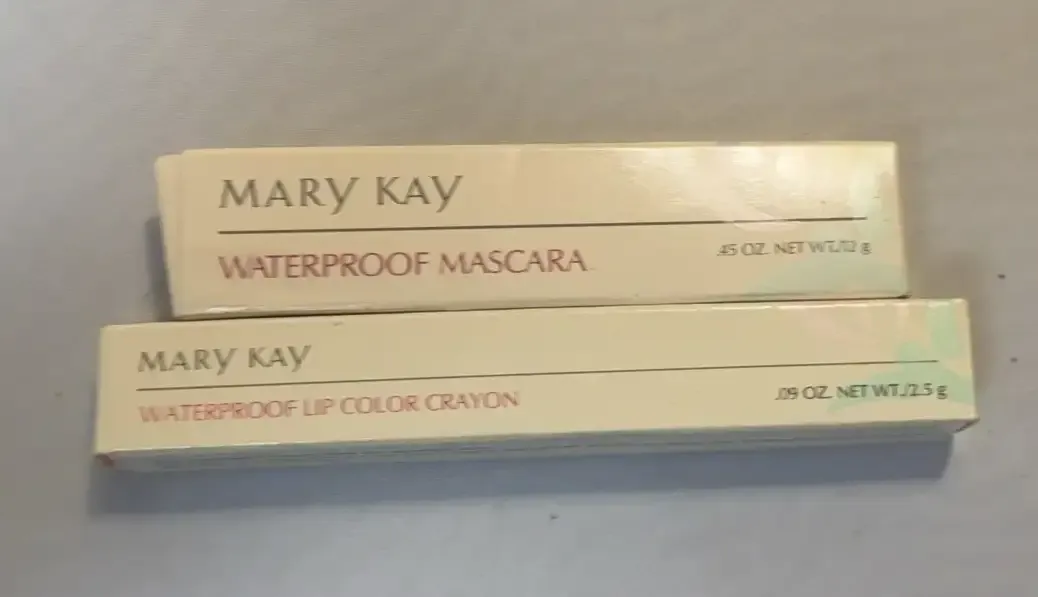 MARY KAY
WATERPROOF MASCARA
.45 OZ. NET WT./12 g
MARY KAY
WATERPROOF LIP COLOR CRAYON
.09 OZ. NET WT./2.5 g